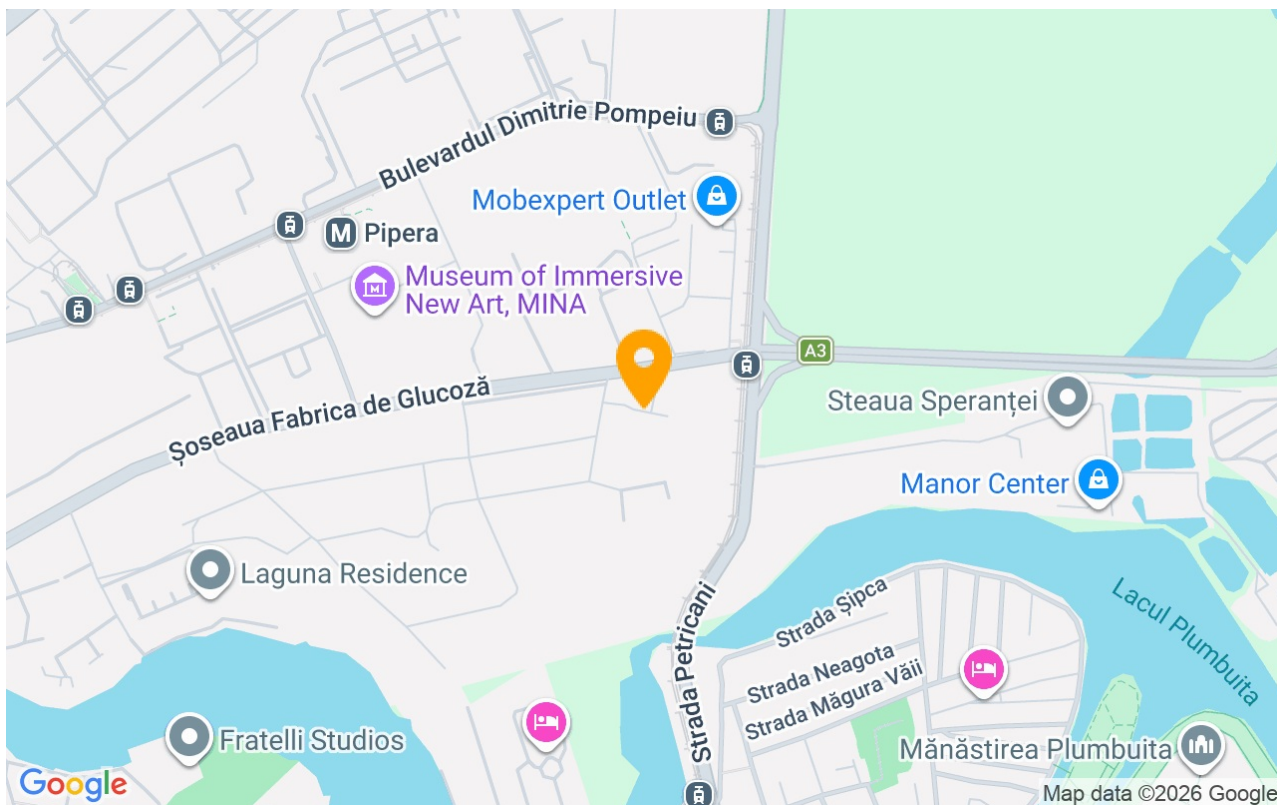 Bulevardul Dimitrie Pompeiu
Mobexpert Outlet
M Pipera
Museum of Immersive
New Art, MINA
A3
Șoseaua Fabrica de Glucoză
Steaua Speranței
Manor Center
Laguna Residence
Strada Petricani
Strada Șipca
Lacul Plumbuita
Strada Neagota
Strada Măgura Văii
Fratelli Studios
Mănăstirea Plumbuita
Google
Map data ©2026 Google